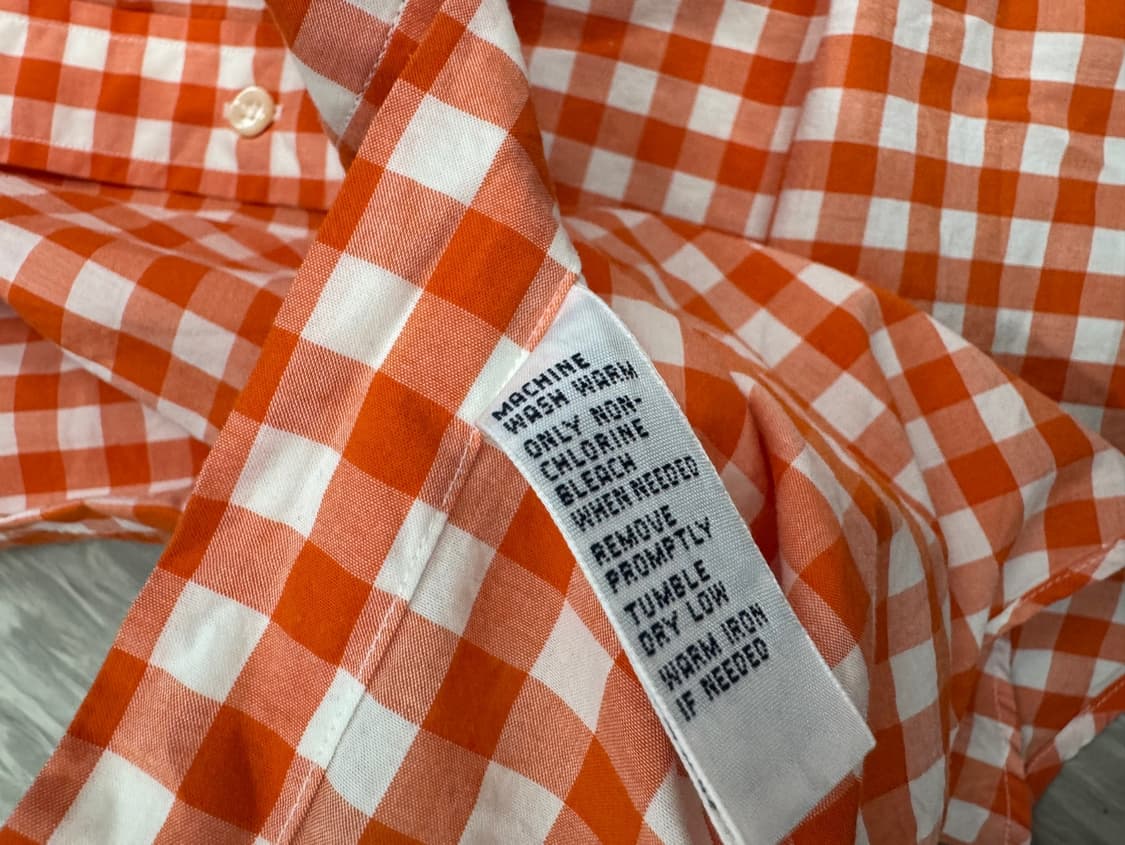 MACHINE
WASH WARM
ONLY NON-
CHLORINE
BLEACH
WHEN NEEDED
REMOVE
PROMPTLY
TUMBLE
DRY LOW
WARM IRON
IF NEEDED